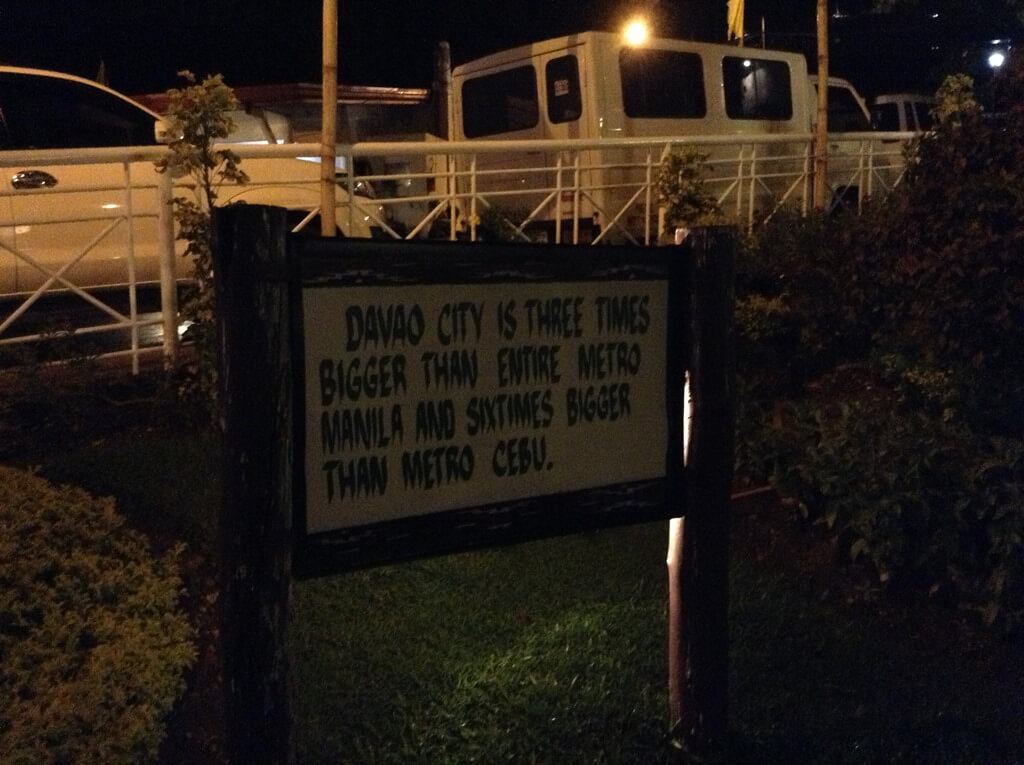 DAVAO CITY IS THREE TIMES
BIGGER THAN ENTIRE METRO
MANILA AND SIXTIMES BIGGER
THAN METRO CEBU.